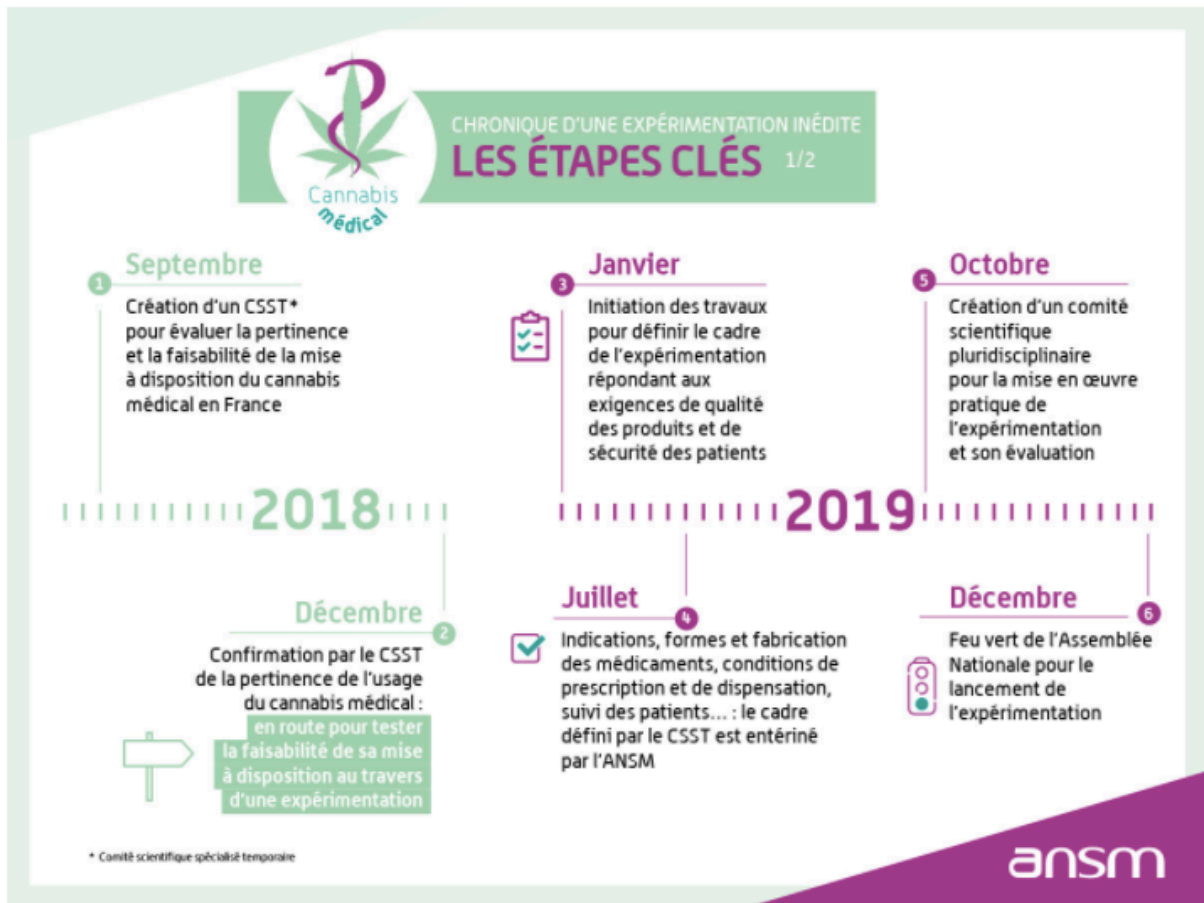 CHRONIQUE D'UNE EXPÉRIMENTATION INÉDITE
LES ÉTAPES CLÉS 1/2
Cannabis
médical
1
Septembre
Création d'un CSST*
pour évaluer la pertinence
et la faisabilité de la mise
à disposition du cannabis
médical en France
3
Janvier
Initiation des travaux
pour définir le cadre
de l'expérimentation
répondant aux
exigences de qualité
des produits et de
sécurité des patients
5
Octobre
Création d'un comité
scientifique
pluridisciplinaire
pour la mise en œuvre
pratique de
l'expérimentation
et son évaluation
2018
2019
Décembre
2
Confirmation par le CSST
de la pertinence de l'usage
du cannabis médical :
en route pour tester
la faisabilité de sa mise
à disposition au travers
d'une expérimentation
Juillet
4
Indications, formes et fabrication
des médicaments, conditions de
prescription et de dispensation,
suivi des patients... : le cadre
défini par le CSST est entériné
par l'ANSM
Décembre
6
Feu vert de l'Assemblée
Nationale pour le
lancement de
l'expérimentation
* Comité scientifique spécialisé temporaire
ansm